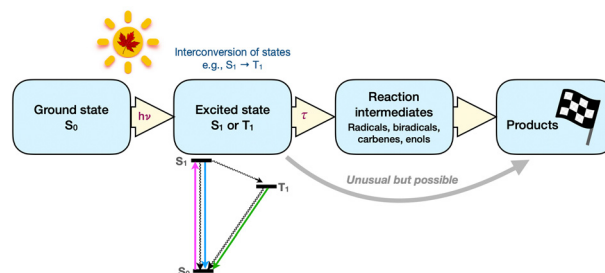 Interconversion of states
e.g., S₁ → T₁
Ground state
S₀
hν
Excited state
S₁ or T₁
τ
Reaction
intermediates
Radicals, biradicals,
carbenes, enols
Products
S₁
T₁
S₀
Unusual but possible